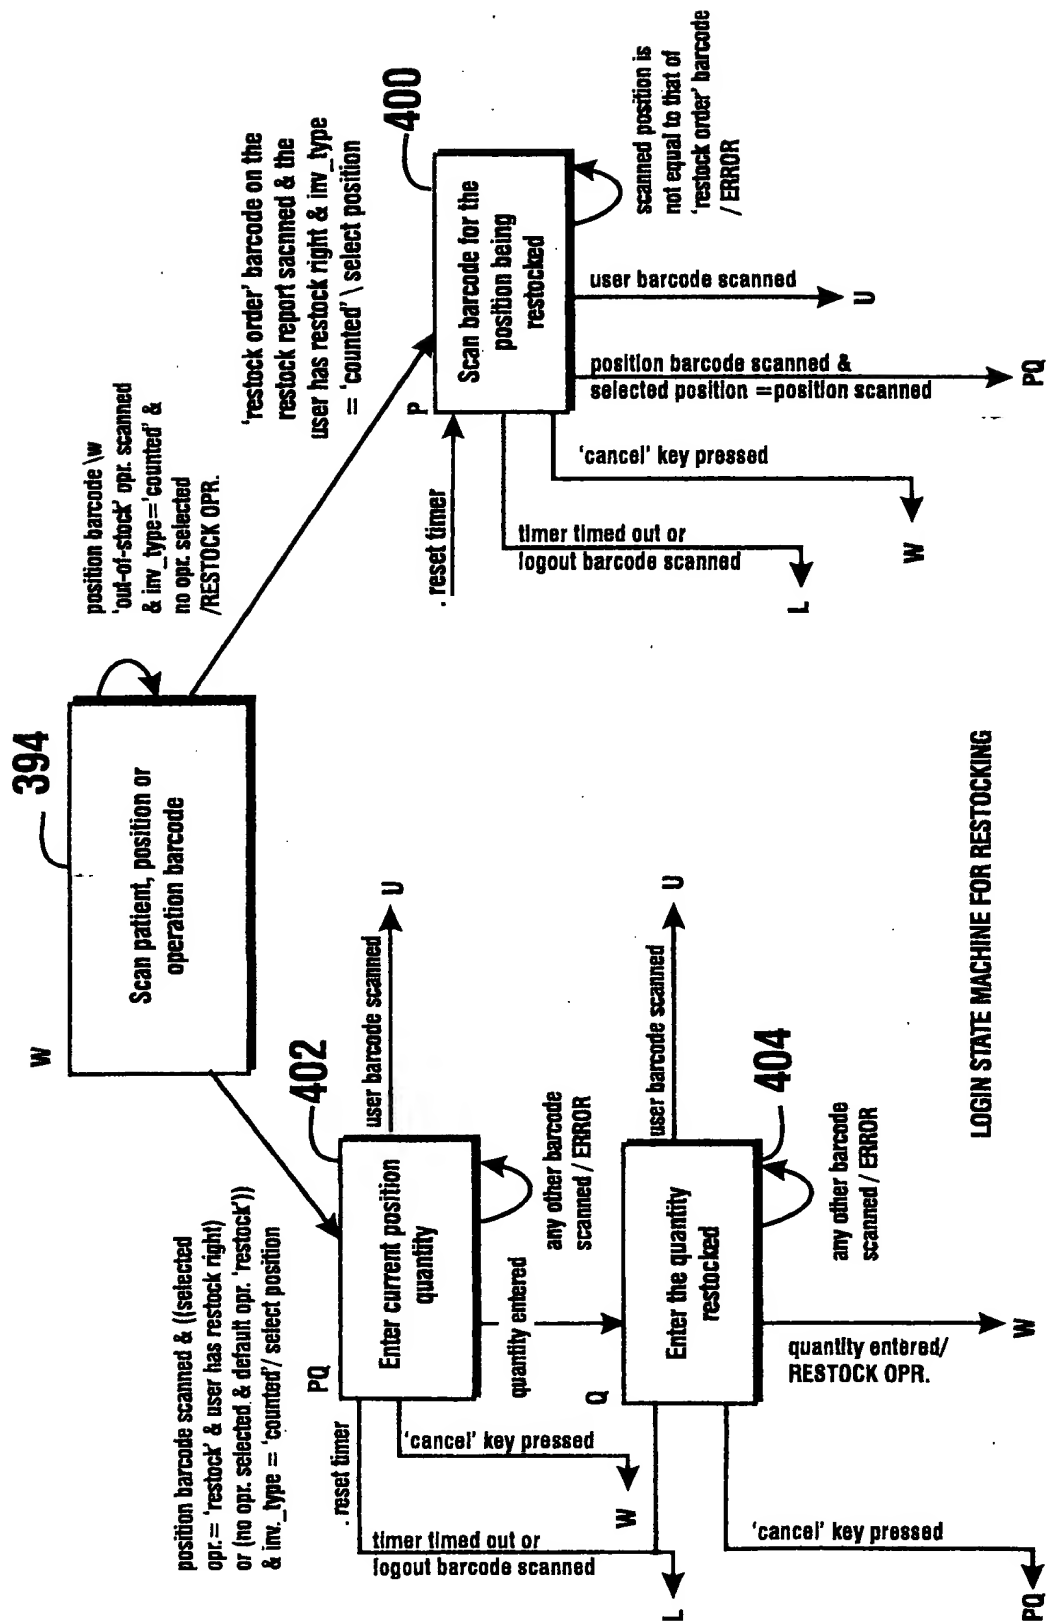 W
394
Scan patient, position or
operation barcode
position barcode \w
'out-of-stock' opr. scanned
& inv_type='counted' &
no opr. selected
/RESTOCK OPR.
'restock order' barcode on the
restock report sacnned & the
user has restock right & inv_type
= 'counted' \ select position
400
P
Scan barcode for the
position being
restocked
scanned position is
not equal to that of
'restock order' barcode
/ ERROR
. reset timer
user barcode scanned
U
position barcode scanned &
selected position =position scanned
PQ
'cancel' key pressed
W
timer timed out or
logout barcode scanned
L
position barcode scanned & ((selected
opr.= 'restock' & user has restock right)
or (no opr. selected & default opr. 'restock'))
& inv._type = 'counted'/ select position
402
PQ
Enter current position
quantity
user barcode scanned
U
any other barcode
scanned / ERROR
. reset timer
'cancel' key pressed
W
timer timed out or
logout barcode scanned
L
quantity entered
Q
Enter the quantity
restocked
404
user barcode scanned
U
any other barcode
scanned / ERROR
quantity entered/
RESTOCK OPR.
W
'cancel' key pressed
PQ
LOGIN STATE MACHINE FOR RESTOCKING